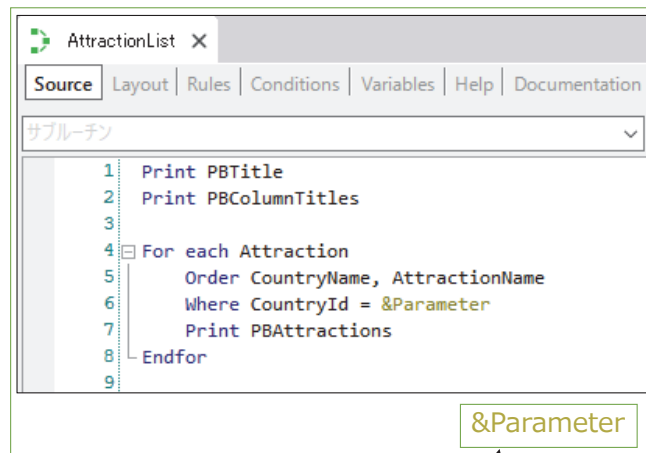 AttractionList
Source Layout Rules Conditions Variables Help Documentation
サブルーチン
1 Print PBTitle
2 Print PBColumnTitles
3
4 For each Attraction
5 Order CountryName, AttractionName
6 Where CountryId = &Parameter
7 Print PBAttractions
8 Endfor
9
&Parameter